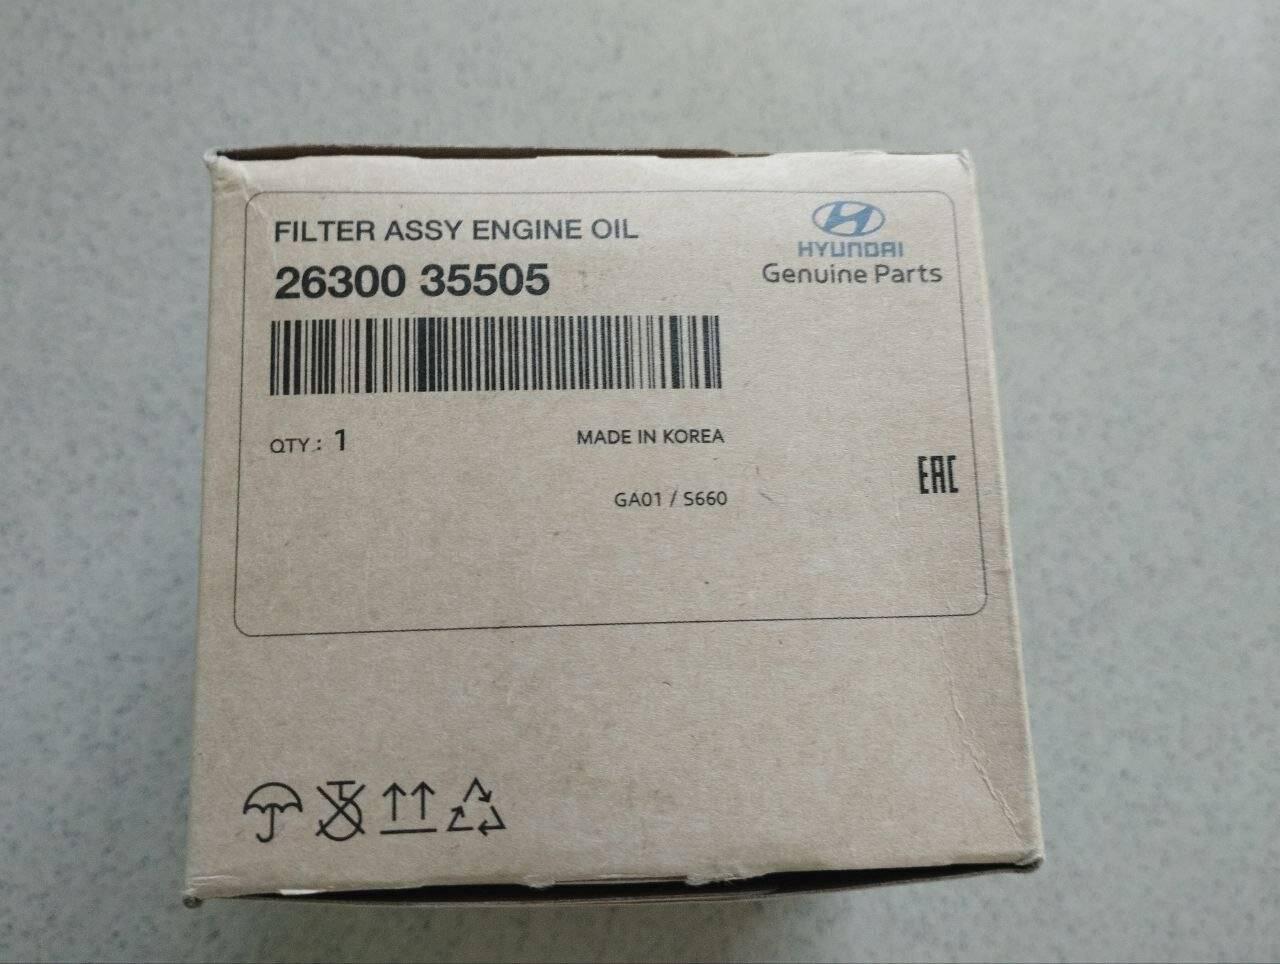 FILTER ASSY ENGINE OIL
26300 35505
HYUNDAI
Genuine Parts
QTY.: 1
MADE IN KOREA
GA01 / S660
EAC